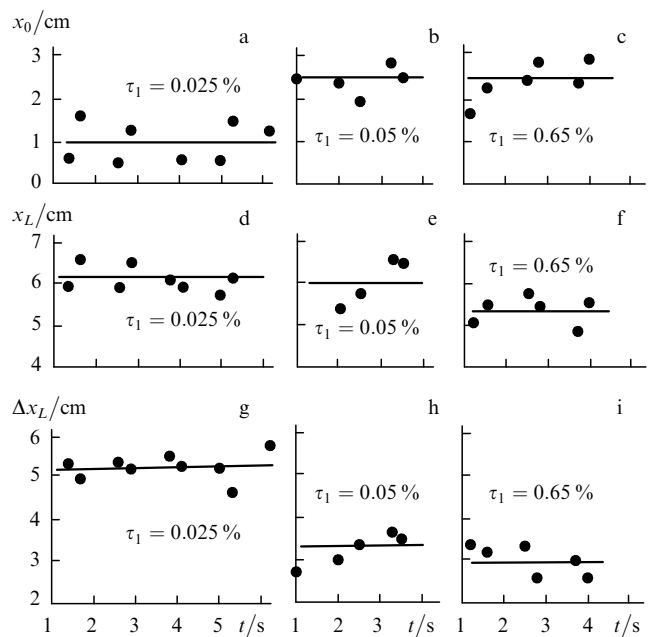 x₀/cm a b c
3
τ₁ = 0.025 %
2
1
τ₁ = 0.05 % τ₁ = 0.65 %
0
x_L/cm d e f
7
τ₁ = 0.65 %
6
5
τ₁ = 0.025 % τ₁ = 0.05 %
4
Δx_L/cm g h i
6
5
τ₁ = 0.05 % τ₁ = 0.65 %
4
τ₁ = 0.025 %
3
2
1 2 3 4 5 t/s 1 2 3 t/s 1 2 3 4 t/s